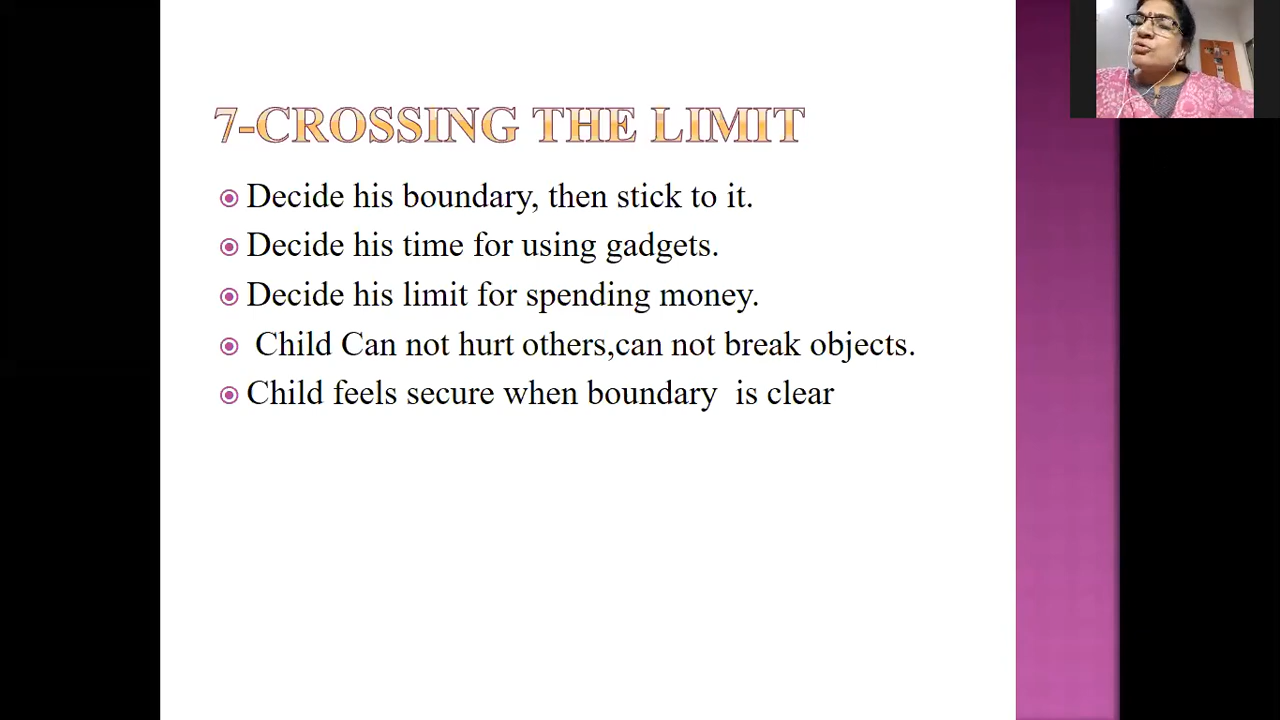 7-CROSSING THE LIMIT
Decide his boundary, then stick to it.
Decide his time for using gadgets.
Decide his limit for spending money.
Child Can not hurt others,can not break objects.
Child feels secure when boundary  is clear